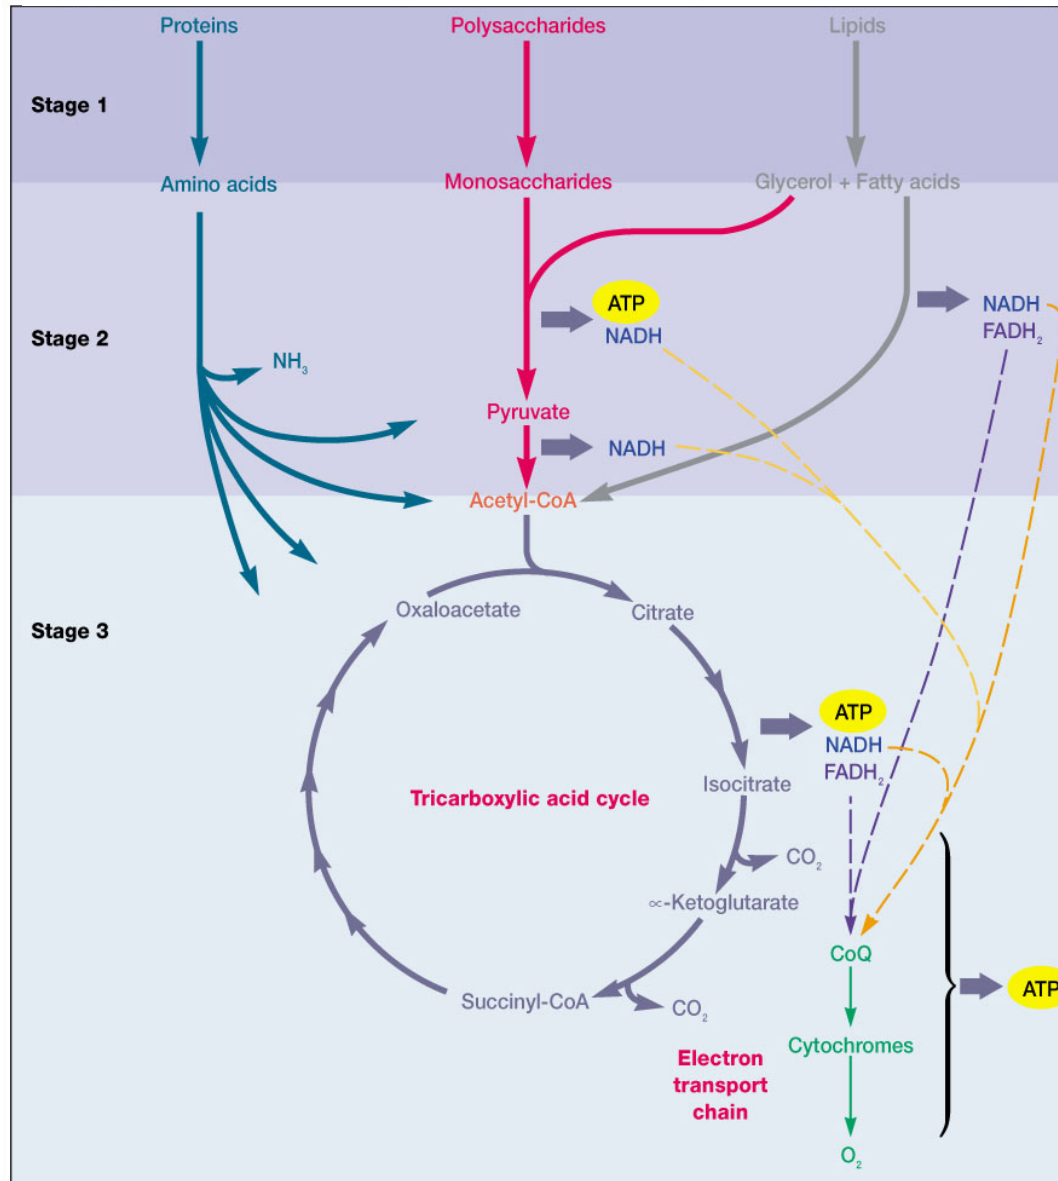 Proteins
Polysaccharides
Lipids
Stage 1
Amino acids
Monosaccharides
Glycerol + Fatty acids
ATP
NADH
NADH
FADH₂
Stage 2
NH₃
Pyruvate
NADH
Acetyl-CoA
Oxaloacetate
Citrate
Stage 3
ATP
NADH
FADH₂
Isocitrate
Tricarboxylic acid cycle
CO₂
∝-Ketoglutarate
CoQ
Succinyl-CoA
CO₂
ATP
Cytochromes
Electron
transport
chain
O₂